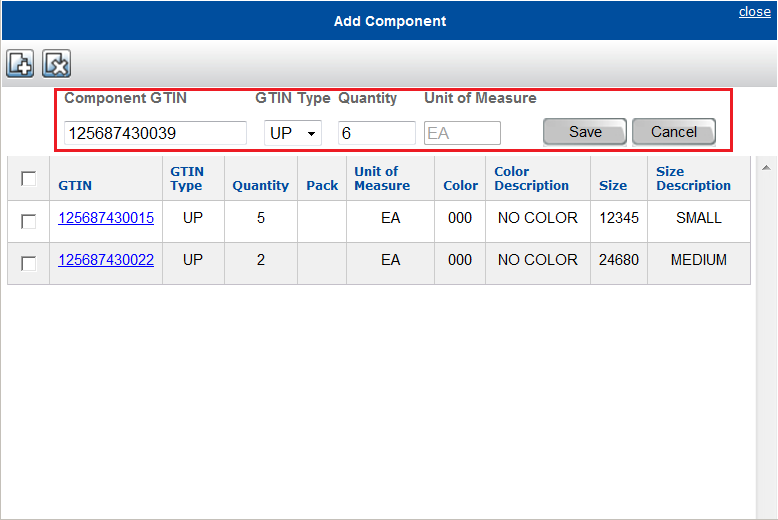 Add Component
close
Component GTIN GTIN Type Quantity Unit of Measure
125687430039 UP 6 EA Save Cancel
GTIN GTIN Type Quantity Pack Unit of Measure Color Color Description Size Size Description
125687430015 UP 5 EA 000 NO COLOR 12345 SMALL
125687430022 UP 2 EA 000 NO COLOR 24680 MEDIUM